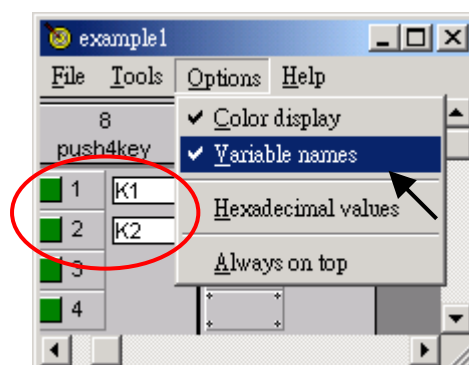 example1
File Tools Options Help
8
push4key
Color display
Variable names
Hexadecimal values
Always on top
1 K1
2 K2
3
4